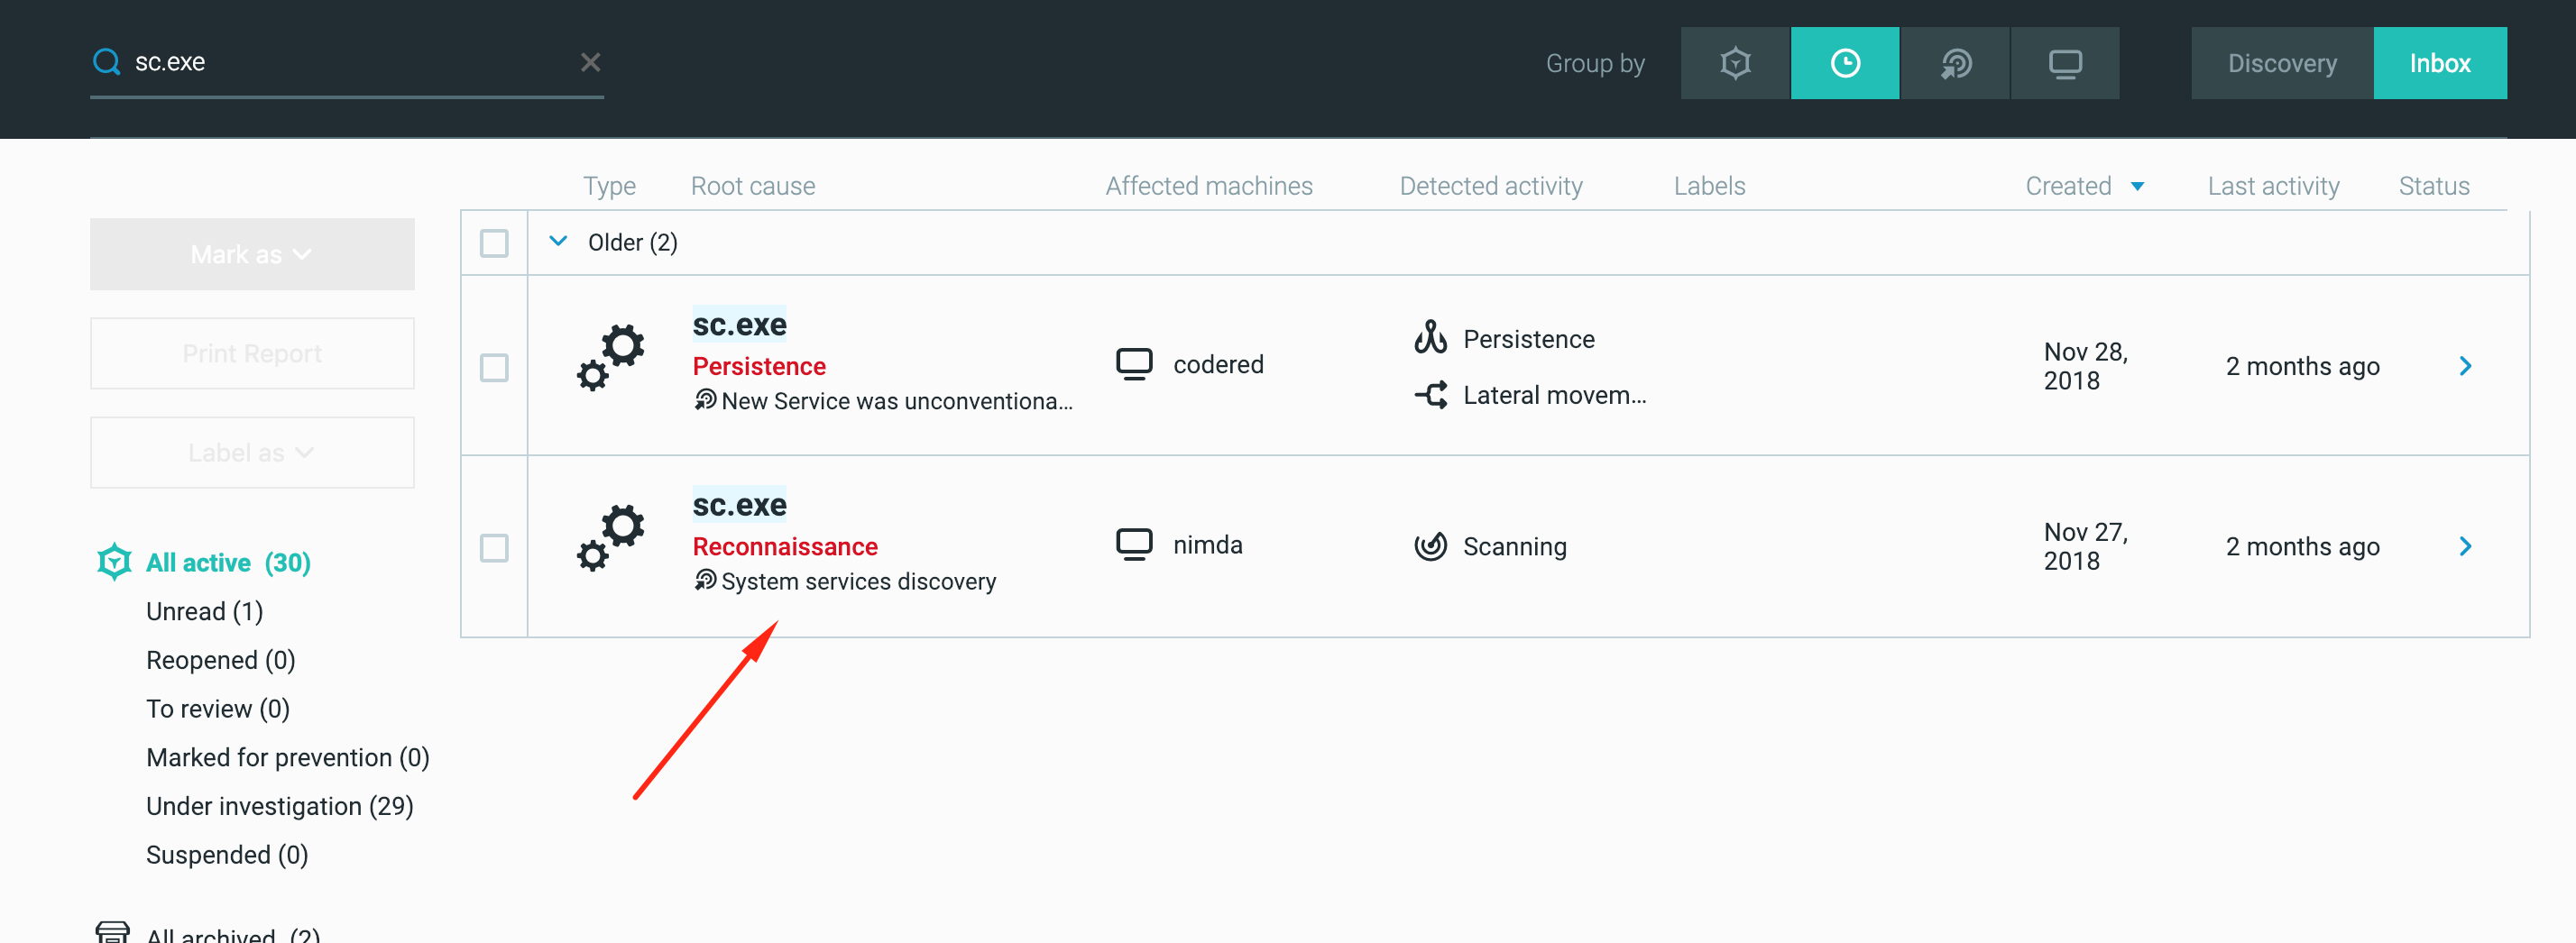 sc.exe
Group by
Discovery
Inbox
Type
Root cause
Affected machines
Detected activity
Labels
Created
Last activity
Status
Mark as
Print Report
Label as
All active (30)
Unread (1)
Reopened (0)
To review (0)
Marked for prevention (0)
Under investigation (29)
Suspended (0)
All archived (2)
Older (2)
sc.exe
Persistence
New Service was unconventiona...
codered
Persistence
Lateral movem...
Nov 28,
2018
2 months ago
sc.exe
Reconnaissance
System services discovery
nimda
Scanning
Nov 27,
2018
2 months ago